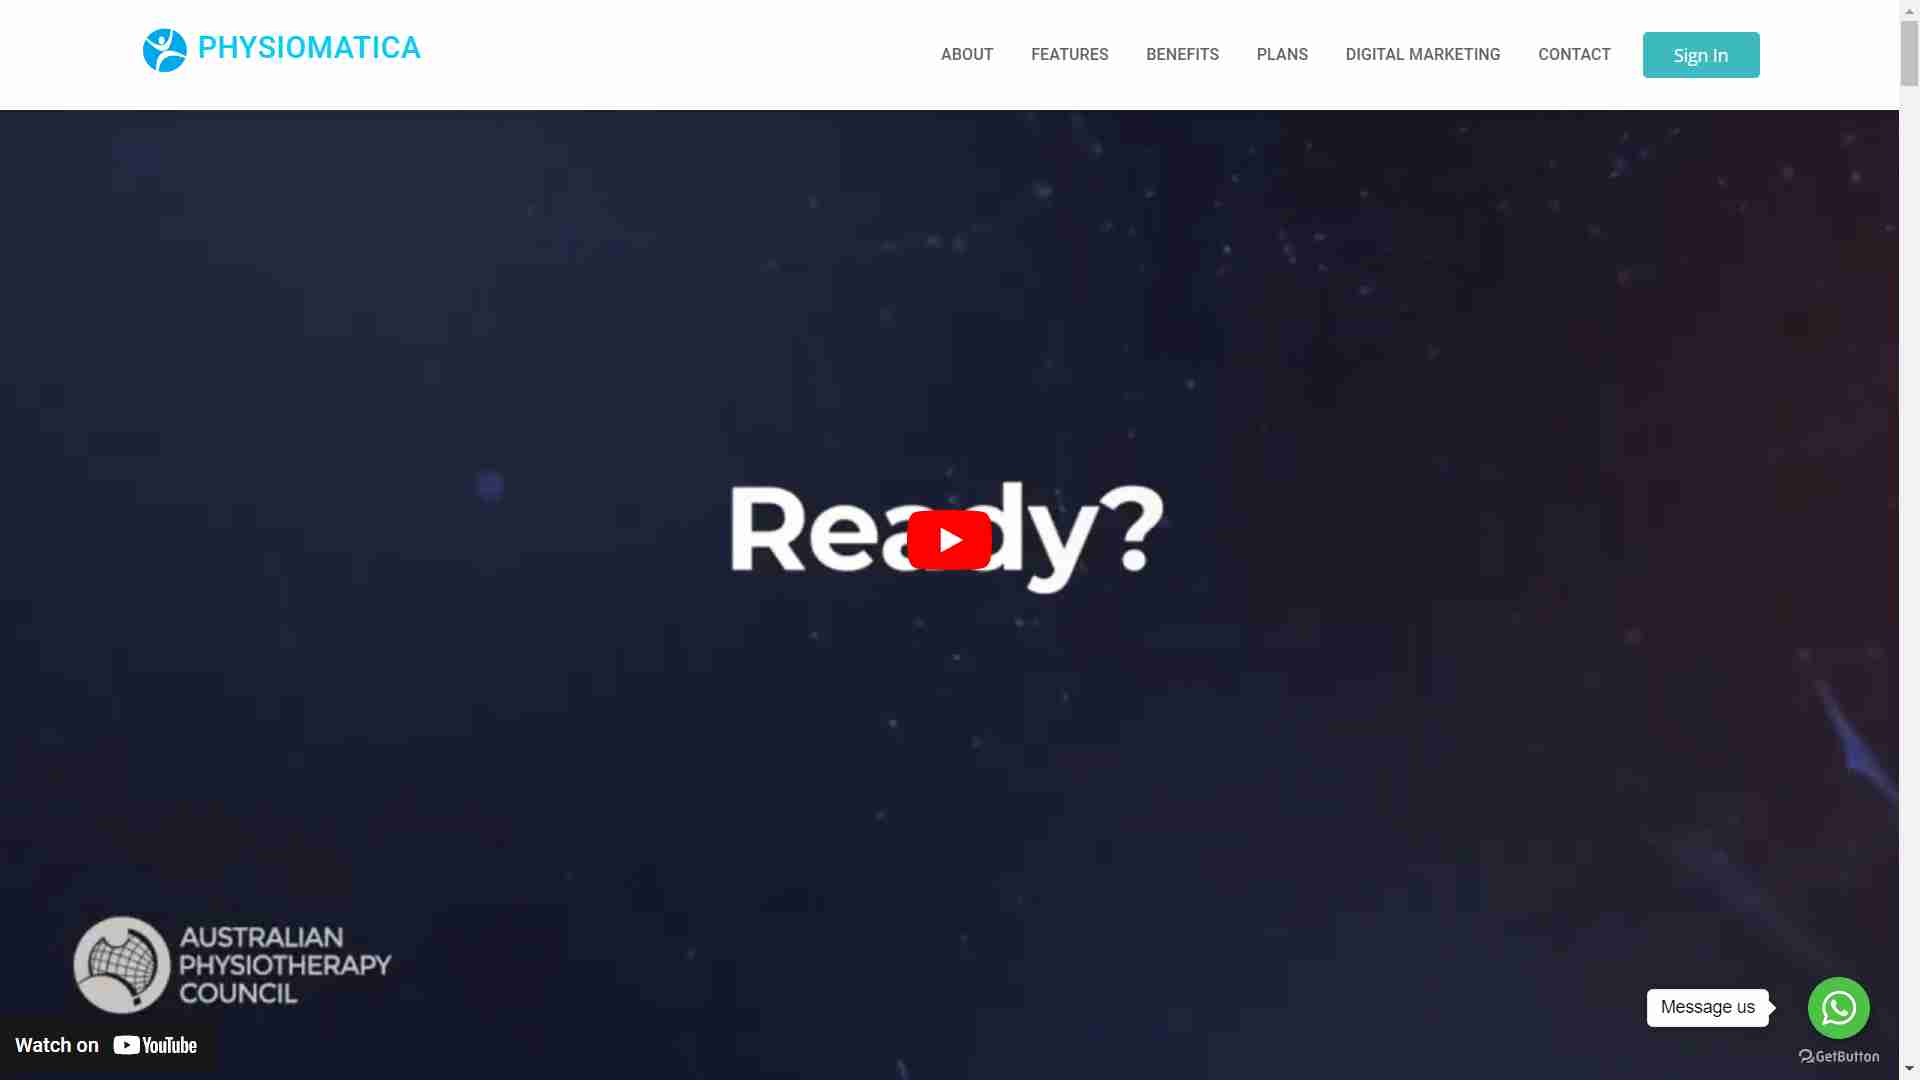 PHYSIOMATICA
ABOUT FEATURES BENEFITS PLANS DIGITAL MARKETING CONTACT Sign In
Ready?
AUSTRALIAN
PHYSIOTHERAPY
COUNCIL
Message us
Watch on YouTube
GetButton